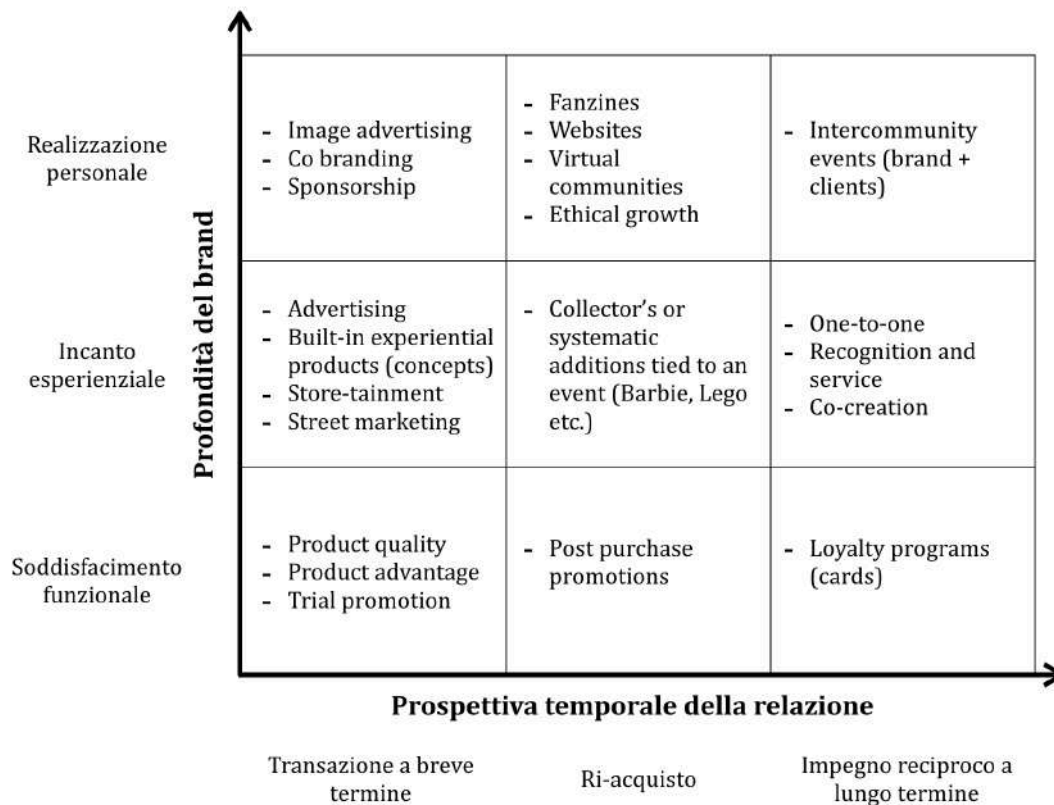 Realizzazione
personale
- Image advertising
- Co branding
- Sponsorship
- Fanzines
- Websites
- Virtual
communities
- Ethical growth
- Intercommunity
events (brand +
clients)
Profondità del brand
Incanto
esperienziale
- Advertising
- Built-in experiential
products (concepts)
- Store-tainment
- Street marketing
- Collector's or
systematic
additions tied to an
event (Barbie, Lego
etc.)
- One-to-one
- Recognition and
service
- Co-creation
Soddisfacimento
funzionale
- Product quality
- Product advantage
- Trial promotion
- Post purchase
promotions
- Loyalty programs
(cards)
Prospettiva temporale della relazione
Transazione a breve
termine
Ri-acquisto
Impegno reciproco a
lungo termine